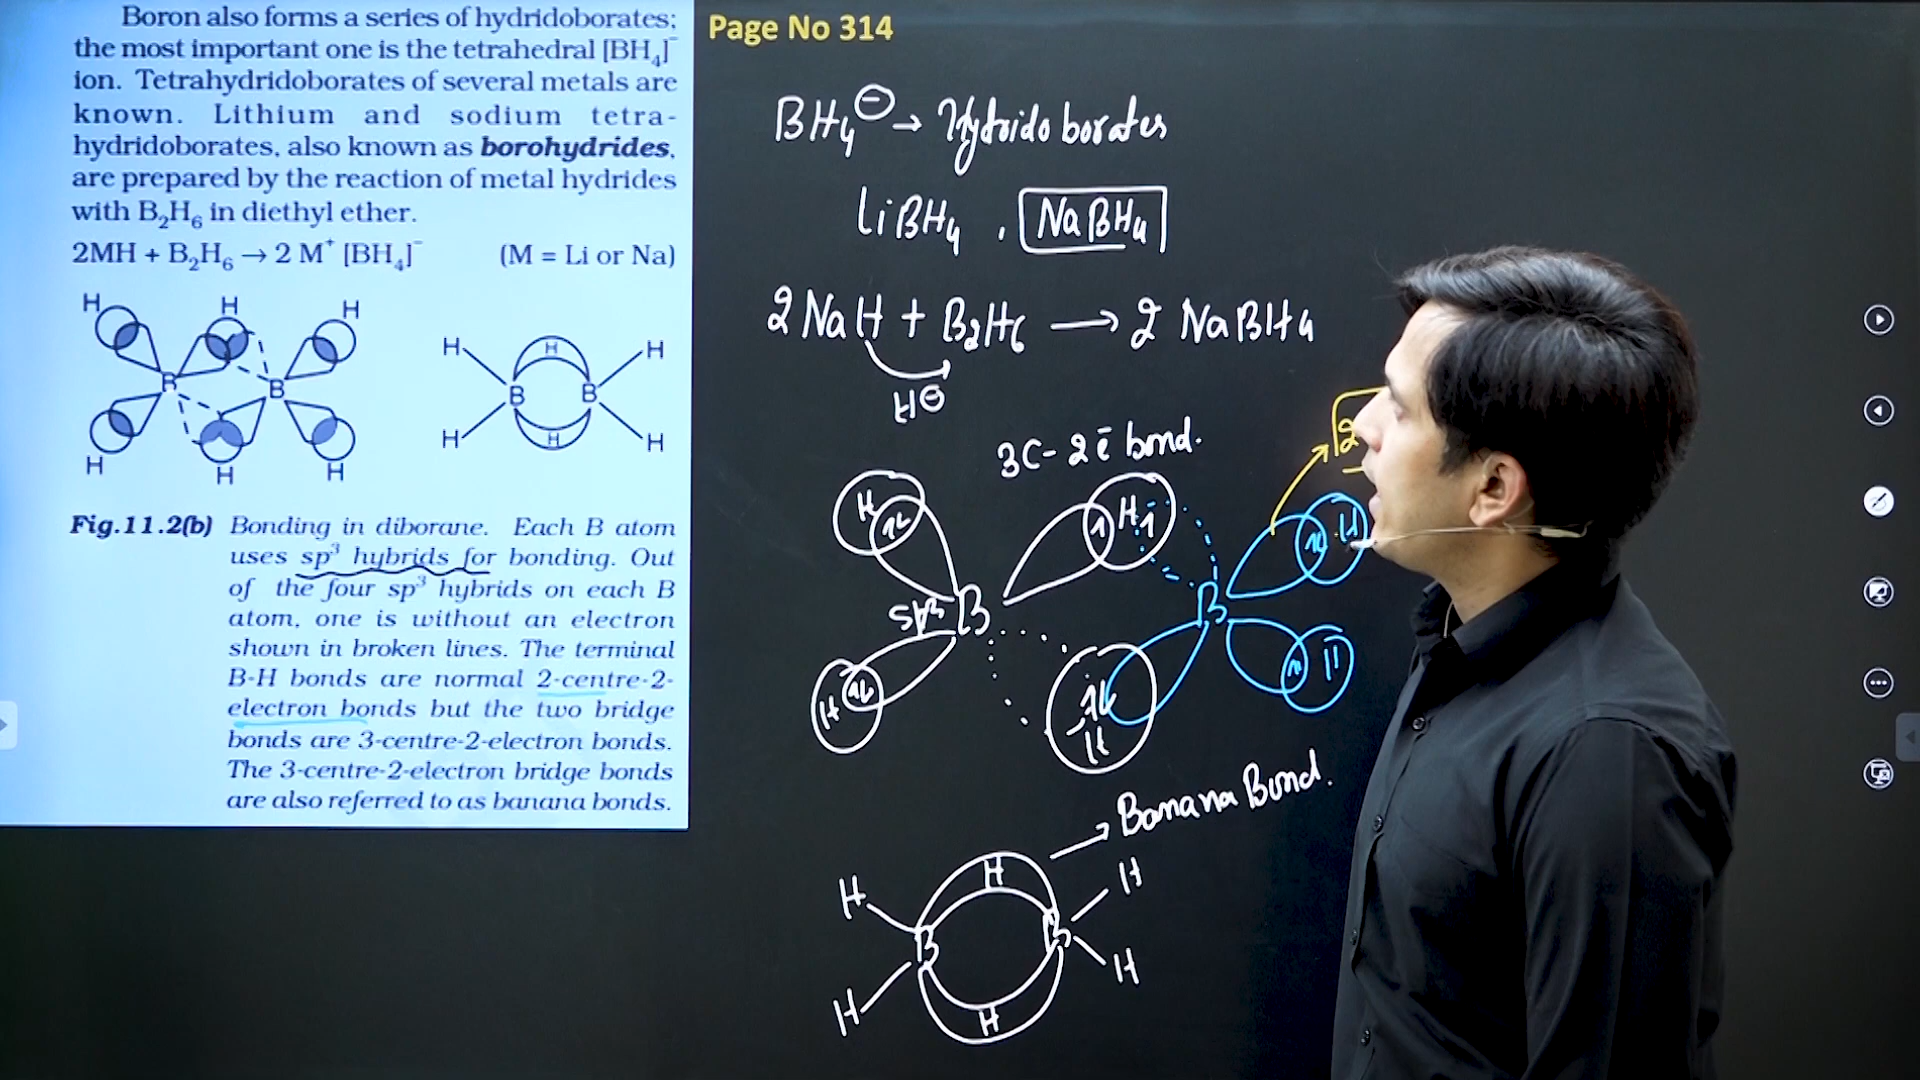 Boron also forms a series of hydridoborates;
the most important one is the tetrahedral [BH₄]⁻
ion. Tetrahydridoborates of several metals are
known. Lithium and sodium tetra-
hydridoborates, also known as borohydrides,
are prepared by the reaction of metal hydrides
with B₂H₆ in diethyl ether.
2MH + B₂H₆ → 2 M⁺ [BH₄]⁻ (M = Li or Na)
H H H
B B
H H H
H H H
B B
H H H
Fig.11.2(b) Bonding in diborane. Each B atom
uses sp³ hybrids for bonding. Out
of the four sp³ hybrids on each B
atom, one is without an electron
shown in broken lines. The terminal
B-H bonds are normal 2-centre-2-
electron bonds but the two bridge
bonds are 3-centre-2-electron bonds.
The 3-centre-2-electron bridge bonds
are also referred to as banana bonds.
Page No 314
BH₄⊖ → Hydrido borates
LiBH₄ , NaBH₄
2 NaH + B₂H₆ → 2 NaBH₄
H⊖
3C-2ē bond.
2
H 1L H 1 H
sp³ B B
H 1L 1L H H
→ Banana Bond.
H H H
B B
H H H